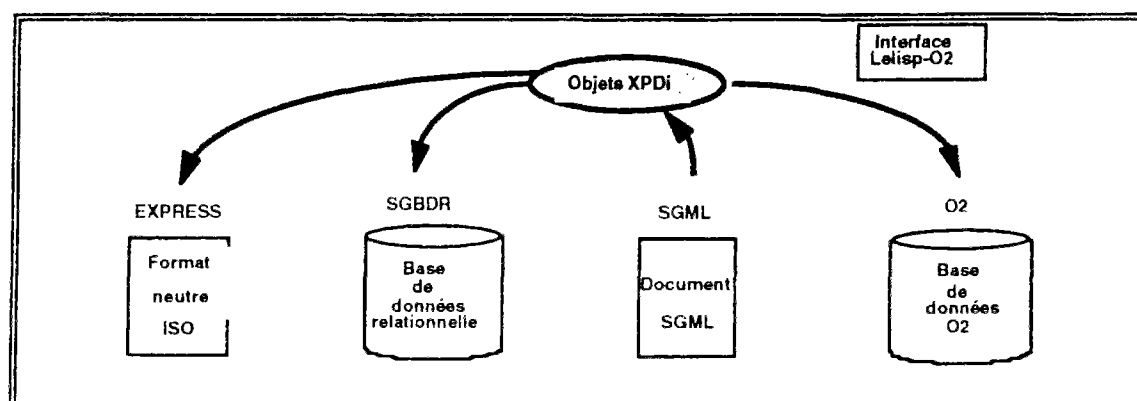 Interface
Lelisp-O2
Objets XPDi
EXPRESS
SGBDR
SGML
O2
Format
neutre
ISO
Base
de
données
relationnelle
Document
SGML
Base
de
données
O2